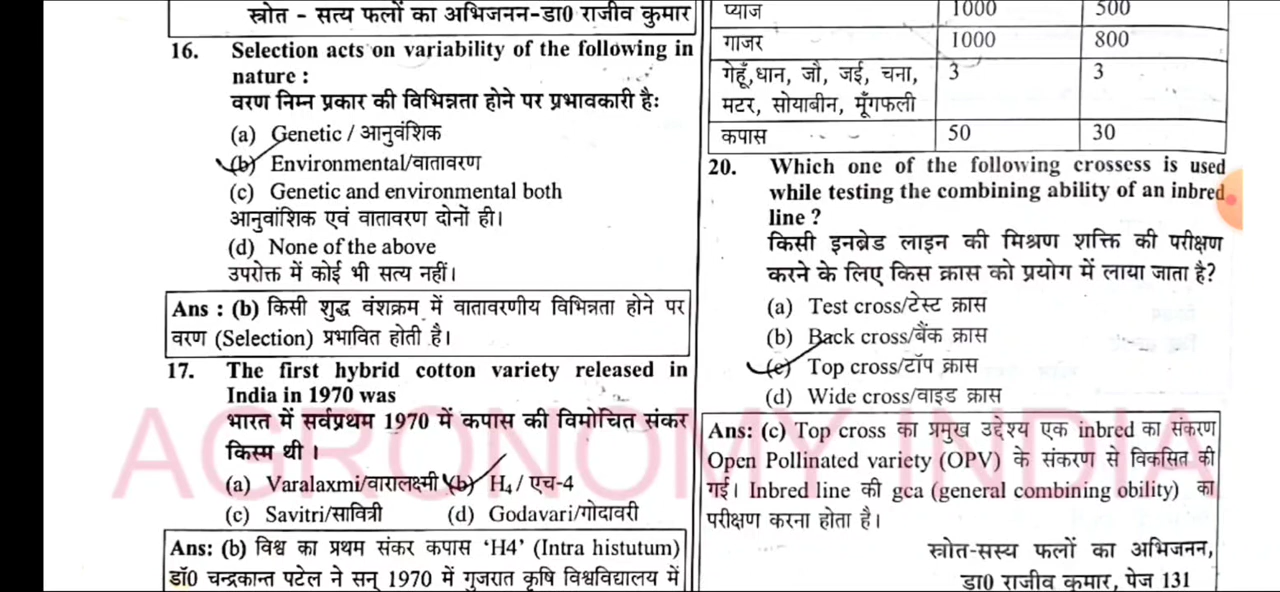 स्त्रोत - सत्य फलों का अभिजनन-डा0 राजीव कुमार
16. Selection acts on variability of the following in
nature :
वरण निम्न प्रकार की विभिन्नता होने पर प्रभावकारी हैः
(a) Genetic / आनुवंशिक
(b) Environmental/वातावरण
(c) Genetic and environmental both
आनुवांशिक एवं वातावरण दोनों ही।
(d) None of the above
उपरोक्त में कोई भी सत्य नहीं।
Ans : (b) किसी शुद्ध वंशक्रम में वातावरणीय विभिन्नता होने पर
वरण (Selection) प्रभावित होती है।
17. The first hybrid cotton variety released in
India in 1970 was
भारत में सर्वप्रथम 1970 में कपास की विमोचित संकर
किस्म थी ।
(a) Varalaxmi/वारालक्ष्मी (b) H4 / एच-4
(c) Savitri/सावित्री (d) Godavari/गोदावरी
Ans: (b) विश्व का प्रथम संकर कपास ‘H4’ (Intra histutum)
डॉ0 चन्द्रकान्त पटेल ने सन् 1970 में गुजरात कृषि विश्वविद्यालय में
प्याज 1000 500
गाजर 1000 800
गेहूँ,धान, जौ, जई, चना, 3 3
मटर, सोयाबीन, मूँगफली
कपास 50 30
20. Which one of the following crossess is used
while testing the combining ability of an inbred
line ?
किसी इनब्रेड लाइन की मिश्रण शक्ति की परीक्षण
करने के लिए किस क्रास को प्रयोग में लाया जाता है?
(a) Test cross/टेस्ट क्रास
(b) Back cross/बैंक क्रास
(c) Top cross/टॉप क्रास
(d) Wide cross/वाइड क्रास
Ans: (c) Top cross का प्रमुख उद्देश्य एक inbred का संकरण
Open Pollinated variety (OPV) के संकरण से विकसित की
गई। Inbred line की gca (general combining obility) का
परीक्षण करना होता है।
स्त्रोत-सस्य फलों का अभिजनन,
डा0 राजीव कुमार, पेज 131
AGRONOMY INDIA